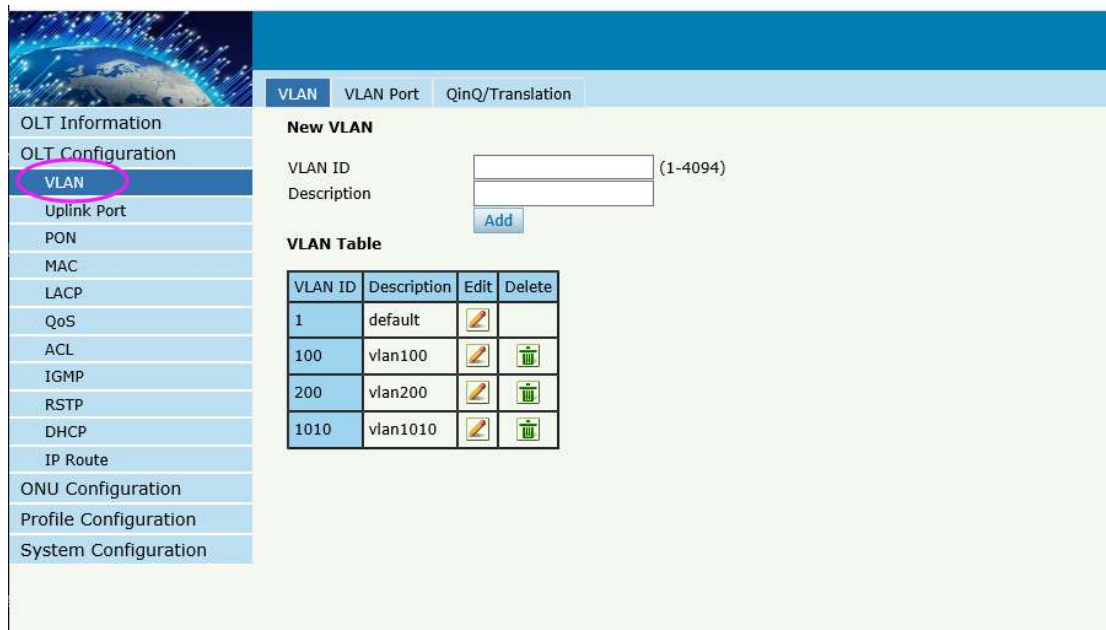 VLAN VLAN Port QinQ/Translation
OLT Information
OLT Configuration
VLAN
Uplink Port
PON
MAC
LACP
QoS
ACL
IGMP
RSTP
DHCP
IP Route
ONU Configuration
Profile Configuration
System Configuration
New VLAN
VLAN ID (1-4094)
Description
Add
VLAN Table
VLAN ID Description Edit Delete
1 default
100 vlan100
200 vlan200
1010 vlan1010